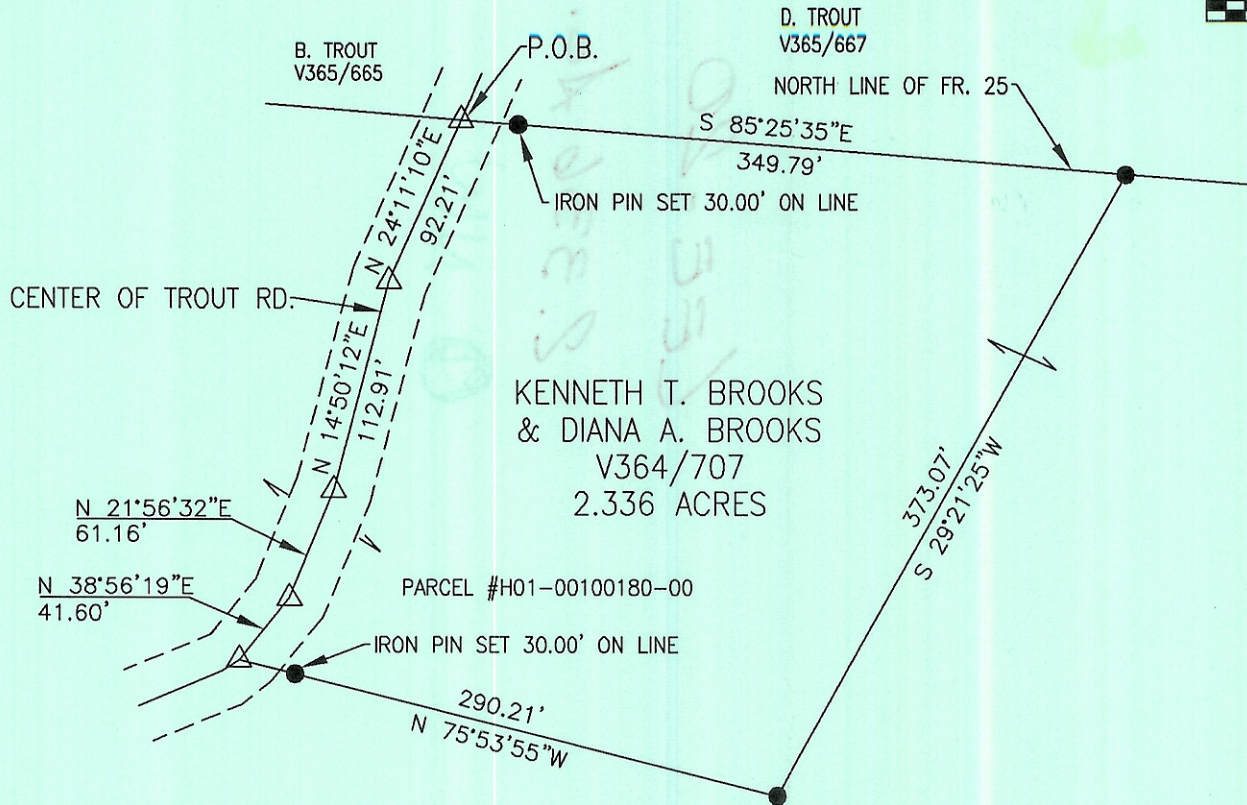 B. TROUT
V365/665
P.O.B.
D. TROUT
V365/667
NORTH LINE OF FR. 25
S 85°25'35"E
349.79'
IRON PIN SET 30.00' ON LINE
N 24°11'10"E
92.21'
CENTER OF TROUT RD.
N 14°50'12"E
112.91'
KENNETH T. BROOKS
& DIANA A. BROOKS
V364/707
2.336 ACRES
373.07'
S 29°21'25"W
N 21°56'32"E
61.16'
N 38°56'19"E
41.60'
PARCEL #H01-00100180-00
IRON PIN SET 30.00' ON LINE
290.21'
N 75°53'55"W